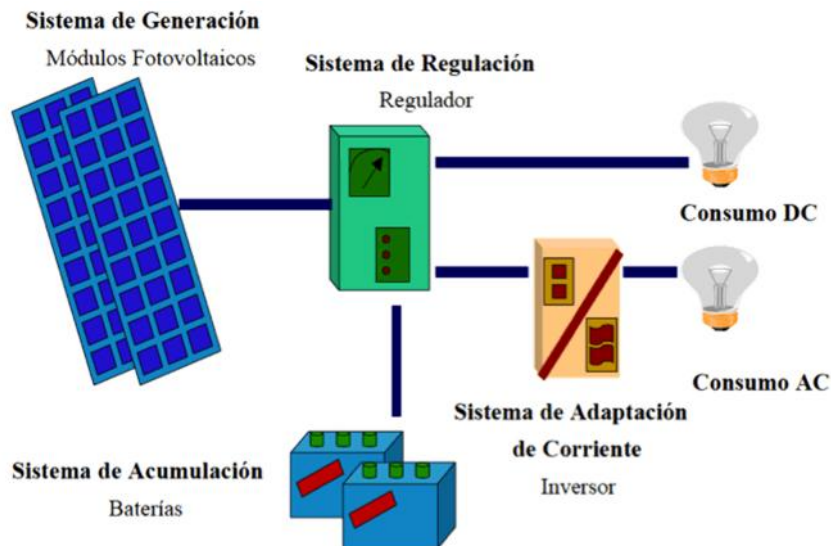 Sistema de Generación
Módulos Fotovoltaicos
Sistema de Regulación
Regulador
Consumo DC
Consumo AC
Sistema de Adaptación
de Corriente
Inversor
Sistema de Acumulación
Baterías